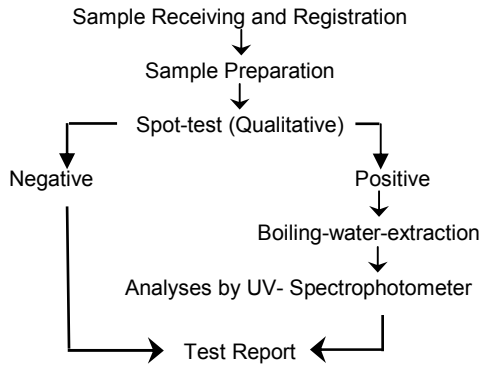 Sample Receiving and Registration
Sample Preparation
Spot-test (Qualitative)
Negative
Positive
Boiling-water-extraction
Analyses by UV- Spectrophotometer
Test Report